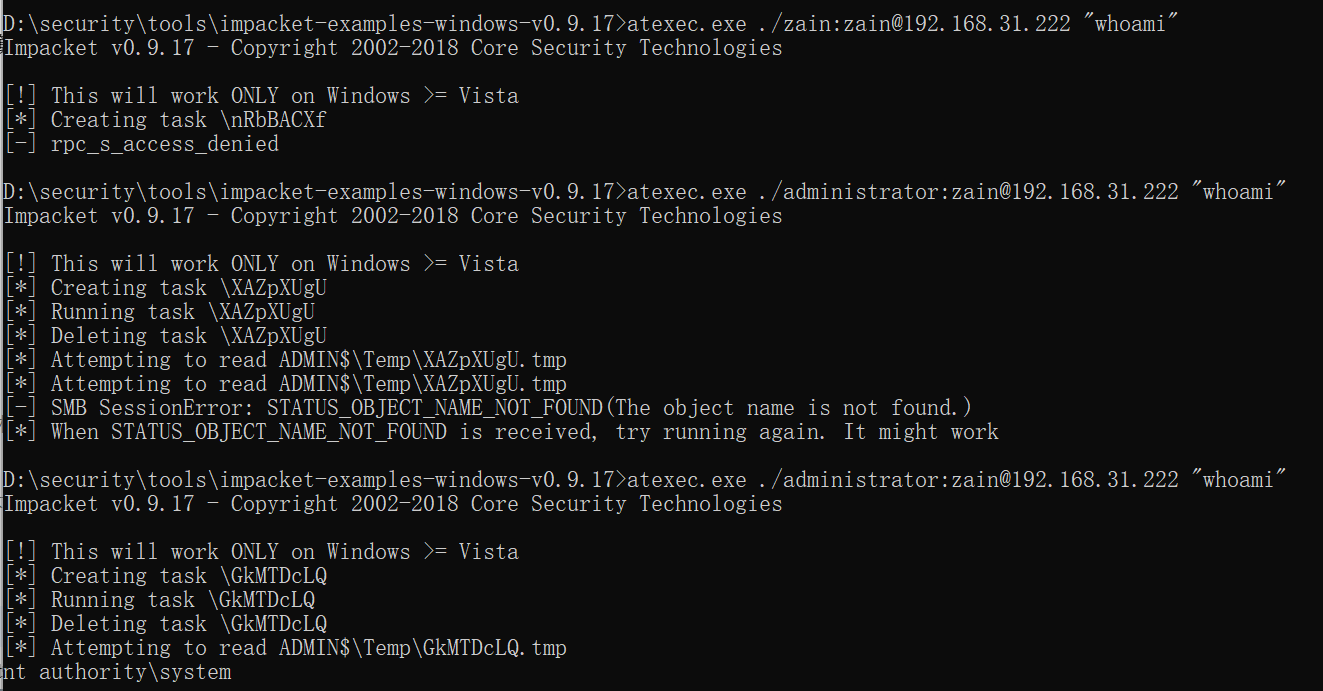 D:\security\tools\impacket-examples-windows-v0.9.17>atexec.exe ./zain:zain@192.168.31.222 "whoami"
Impacket v0.9.17 - Copyright 2002-2018 Core Security Technologies
[!] This will work ONLY on Windows >= Vista
[*] Creating task \nRbBACXf
[-] rpc_s_access_denied
D:\security\tools\impacket-examples-windows-v0.9.17>atexec.exe ./administrator:zain@192.168.31.222 "whoami"
Impacket v0.9.17 - Copyright 2002-2018 Core Security Technologies
[!] This will work ONLY on Windows >= Vista
[*] Creating task \XAZpXUgU
[*] Running task \XAZpXUgU
[*] Deleting task \XAZpXUgU
[*] Attempting to read ADMIN$\Temp\XAZpXUgU.tmp
[*] Attempting to read ADMIN$\Temp\XAZpXUgU.tmp
[-] SMB SessionError: STATUS_OBJECT_NAME_NOT_FOUND(The object name is not found.)
[*] When STATUS_OBJECT_NAME_NOT_FOUND is received, try running again. It might work
D:\security\tools\impacket-examples-windows-v0.9.17>atexec.exe ./administrator:zain@192.168.31.222 "whoami"
Impacket v0.9.17 - Copyright 2002-2018 Core Security Technologies
[!] This will work ONLY on Windows >= Vista
[*] Creating task \GkMTDcLQ
[*] Running task \GkMTDcLQ
[*] Deleting task \GkMTDcLQ
[*] Attempting to read ADMIN$\Temp\GkMTDcLQ.tmp
nt authority\system